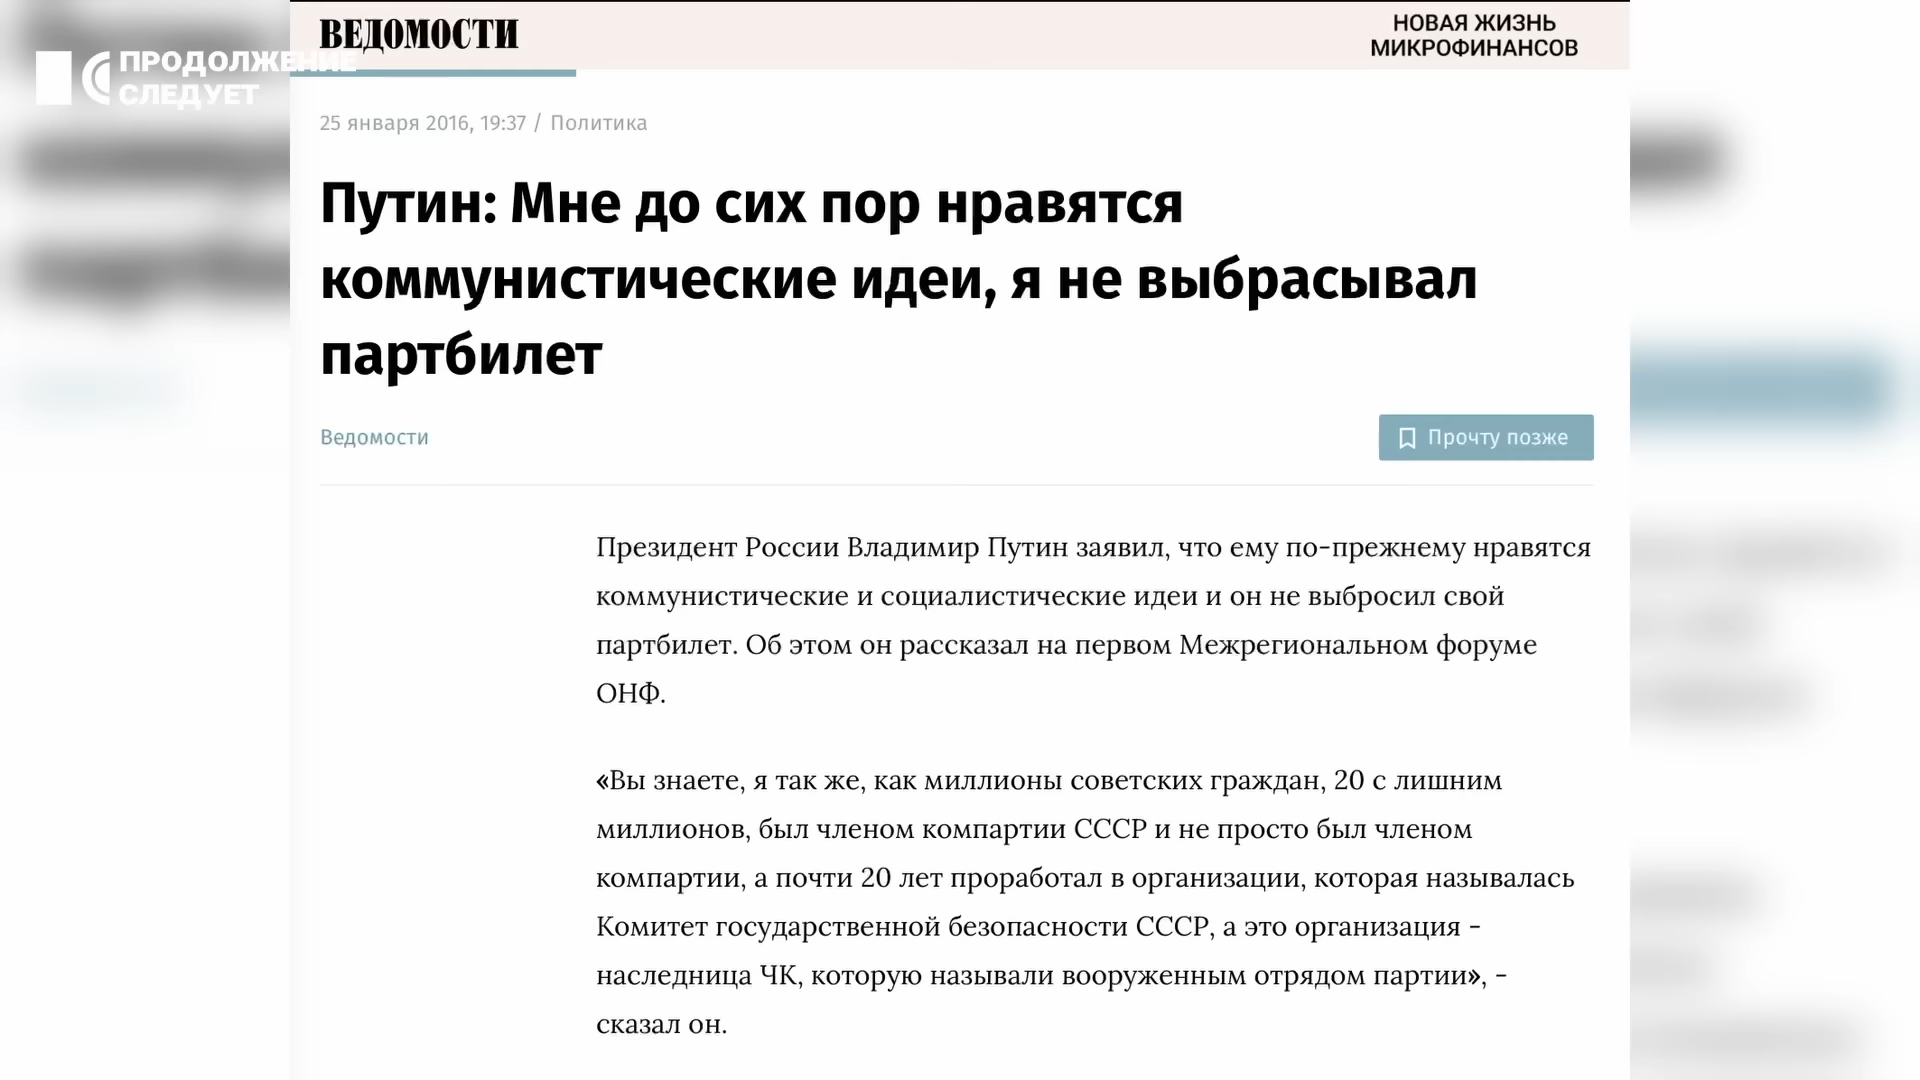 ВЕДОМОСТИ
НОВАЯ ЖИЗНЬ
МИКРОФИНАНСОВ
ПРОДОЛЖЕНИЕ
СЛЕДУЕТ
25 января 2016, 19:37 / Политика
Путин: Мне до сих пор нравятся
коммунистические идеи, я не выбрасывал
партбилет
Ведомости
Прочту позже
Президент России Владимир Путин заявил, что ему по-прежнему нравятся
коммунистические и социалистические идеи и он не выбросил свой
партбилет. Об этом он рассказал на первом Межрегиональном форуме
ОНФ.
«Вы знаете, я так же, как миллионы советских граждан, 20 с лишним
миллионов, был членом компартии СССР и не просто был членом
компартии, а почти 20 лет проработал в организации, которая называлась
Комитет государственной безопасности СССР, а это организация -
наследница ЧК, которую называли вооруженным отрядом партии», -
сказал он.